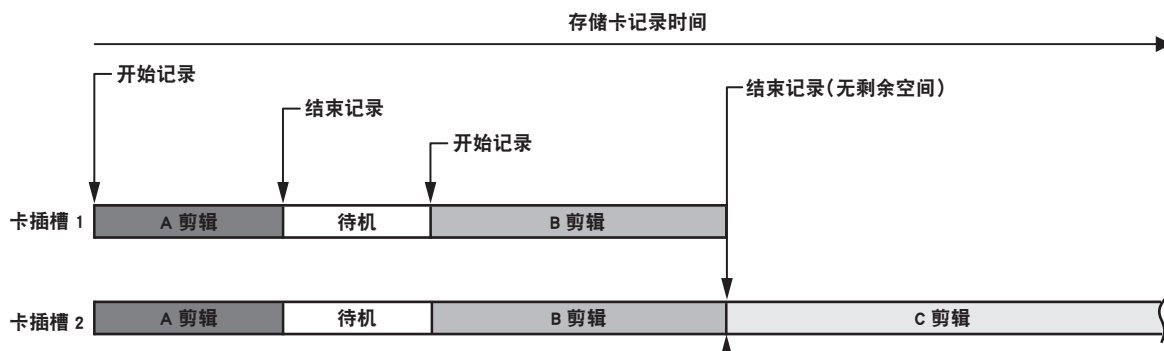 存储卡记录时间
开始记录
结束记录(无剩余空间)
结束记录
开始记录
卡插槽 1 A 剪辑 待机 B 剪辑
卡插槽 2 A 剪辑 待机 B 剪辑 C 剪辑